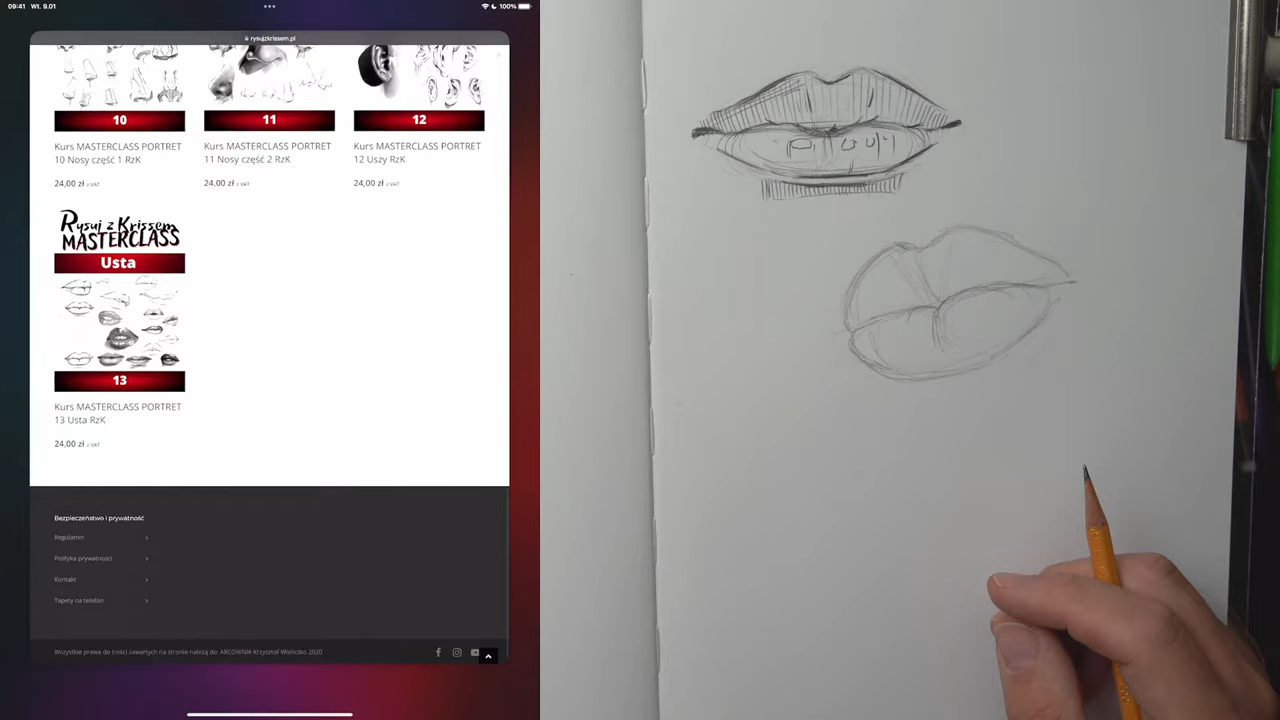 09:41 Wt. 9.01
100%
rysujzkrissem.pl
10
11
12
Kurs MASTERCLASS PORTRET
10 Nosy część 1 RzK
Kurs MASTERCLASS PORTRET
11 Nosy część 2 RzK
Kurs MASTERCLASS PORTRET
12 Uszy RzK
24,00 zł z VAT
24,00 zł z VAT
24,00 zł z VAT
Rysuj z Krissem
MASTERCLASS
Usta
13
Kurs MASTERCLASS PORTRET
13 Usta RzK
24,00 zł z VAT
Bezpieczeństwo i prywatność
Regulamin
Polityka prywatności
Kontakt
Tapety na telefon
Wszystkie prawa do treści zawartych na stronie należą do: ARCOWNIA Krzysztof Wieliczko 2020